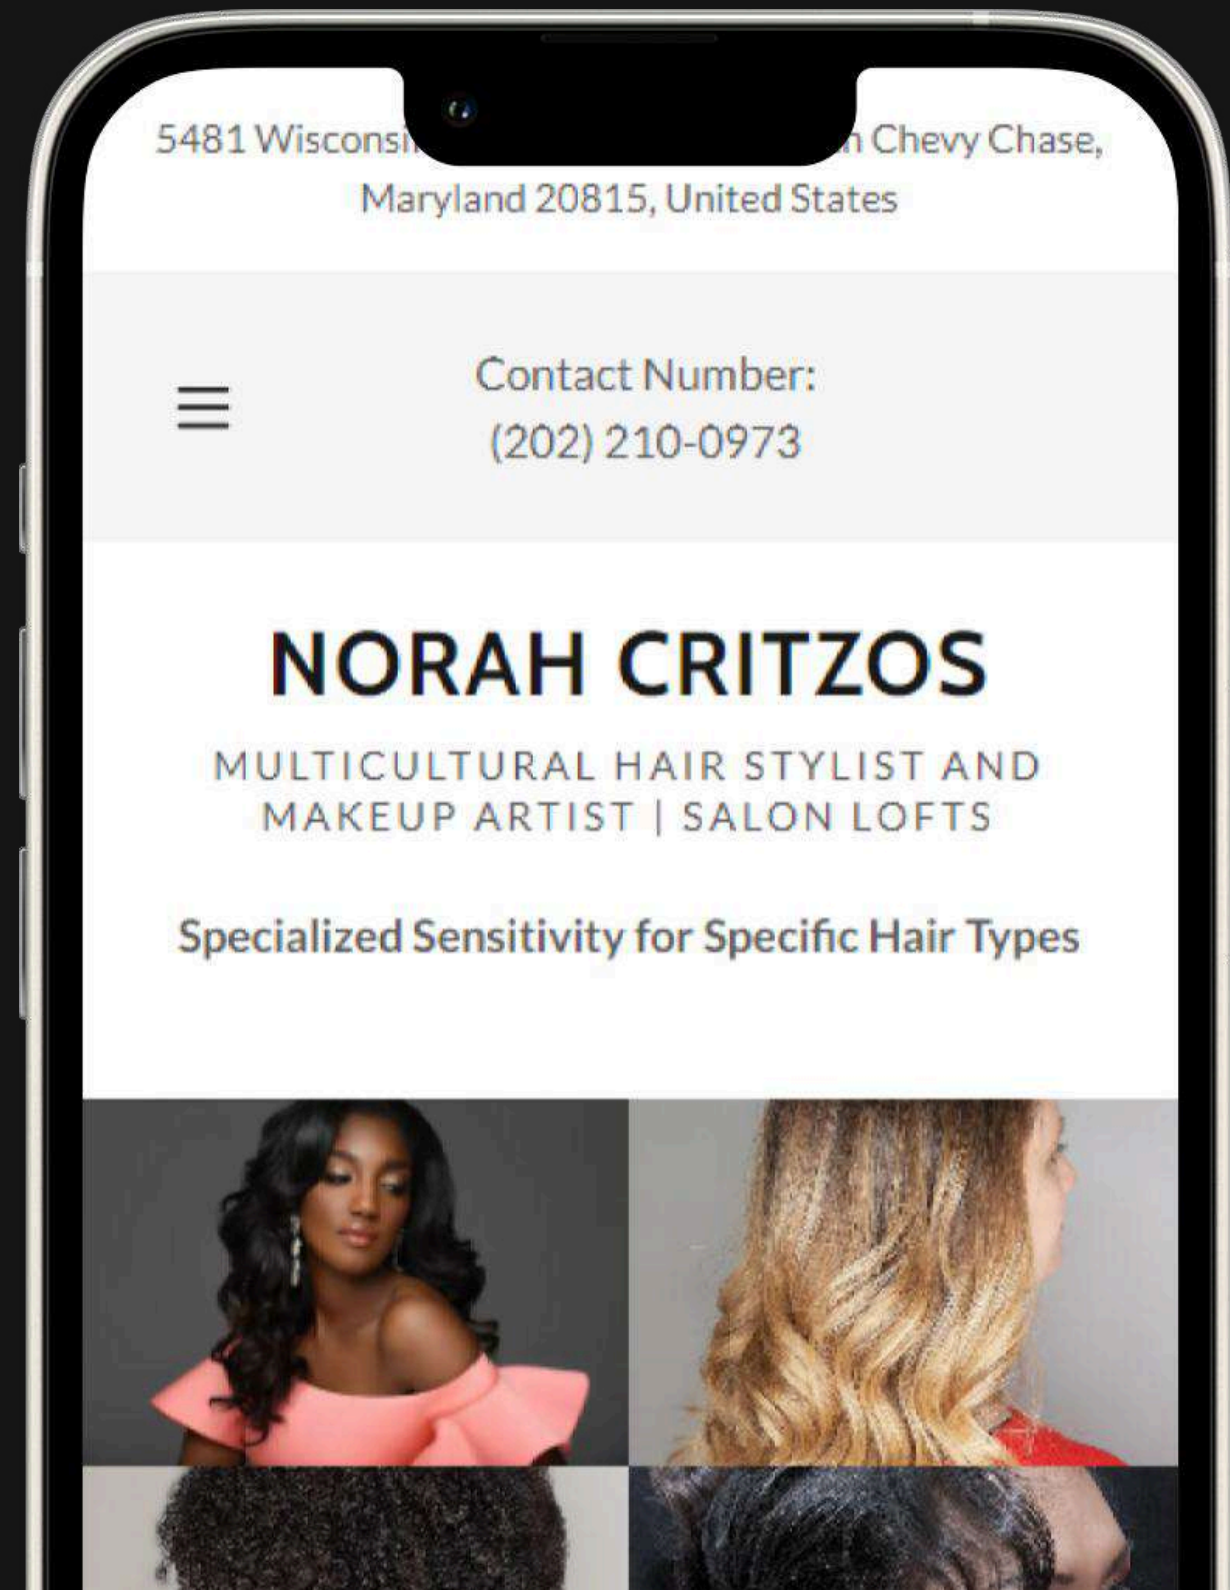 5481 Chevy Chase,
Maryland 20815, United States
Contact Number:
(202) 210-0973
NORAH CRITZOS
MULTICULTURAL HAIR STYLIST AND
MAKEUP ARTIST | SALON LOFTS
Specialized Sensitivity for Specific Hair Types